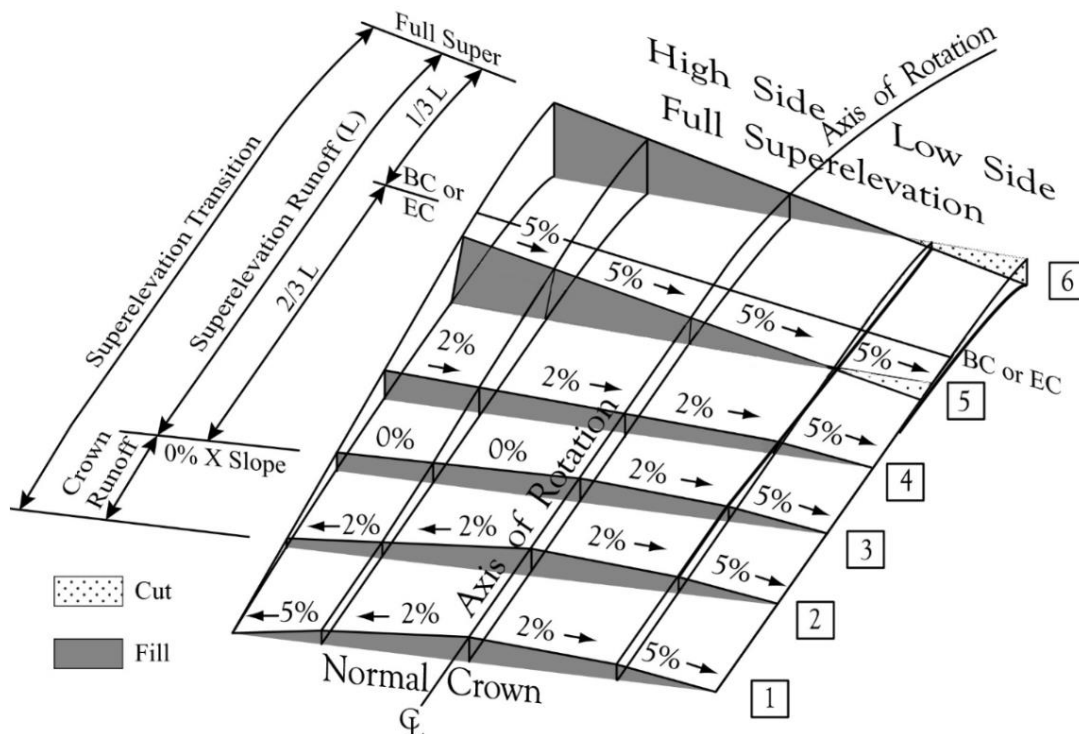 Full Super
High Side
Axis of Rotation
Low Side
Full Superelevation
1/3 L
BC or
EC
Superelevation Transition
Superelevation Runoff (L)
2/3 L
0% X Slope
Crown
Runoff
5%
5%
5%
5%
6
BC or EC
5
2%
2%
2%
5%
4
0%
0%
2%
5%
3
2%
2%
2%
5%
2
5%
2%
2%
5%
1
Axis of Rotation
Normal Crown
CL
Cut
Fill